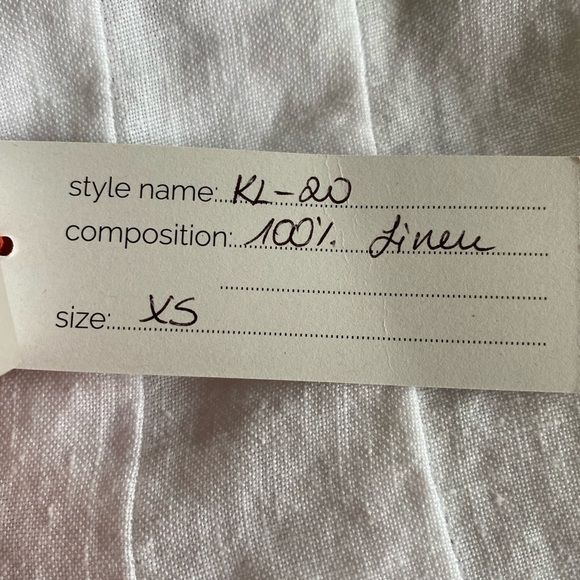 style name: KL-20
composition: 100% Linen
size: XS